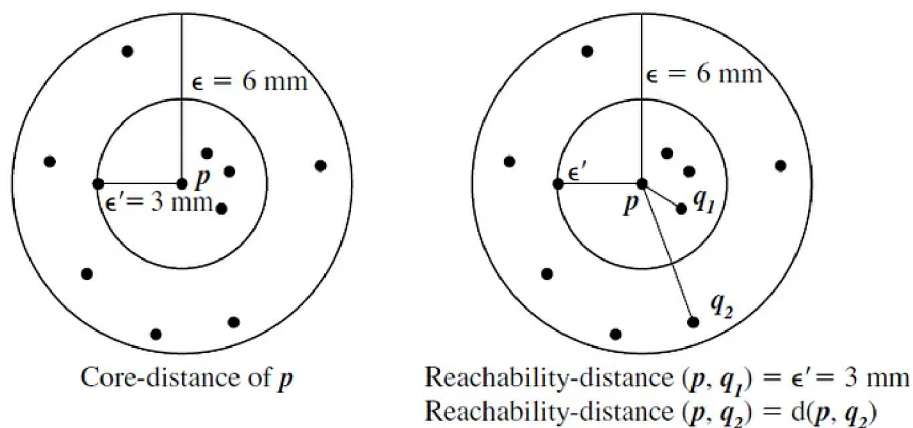 ϵ = 6 mm
p
ϵ′= 3 mm
Core-distance of p
ϵ = 6 mm
ϵ′
p
q₁
q₂
Reachability-distance (p, q₁) = ϵ′= 3 mm
Reachability-distance (p, q₂) = d(p, q₂)